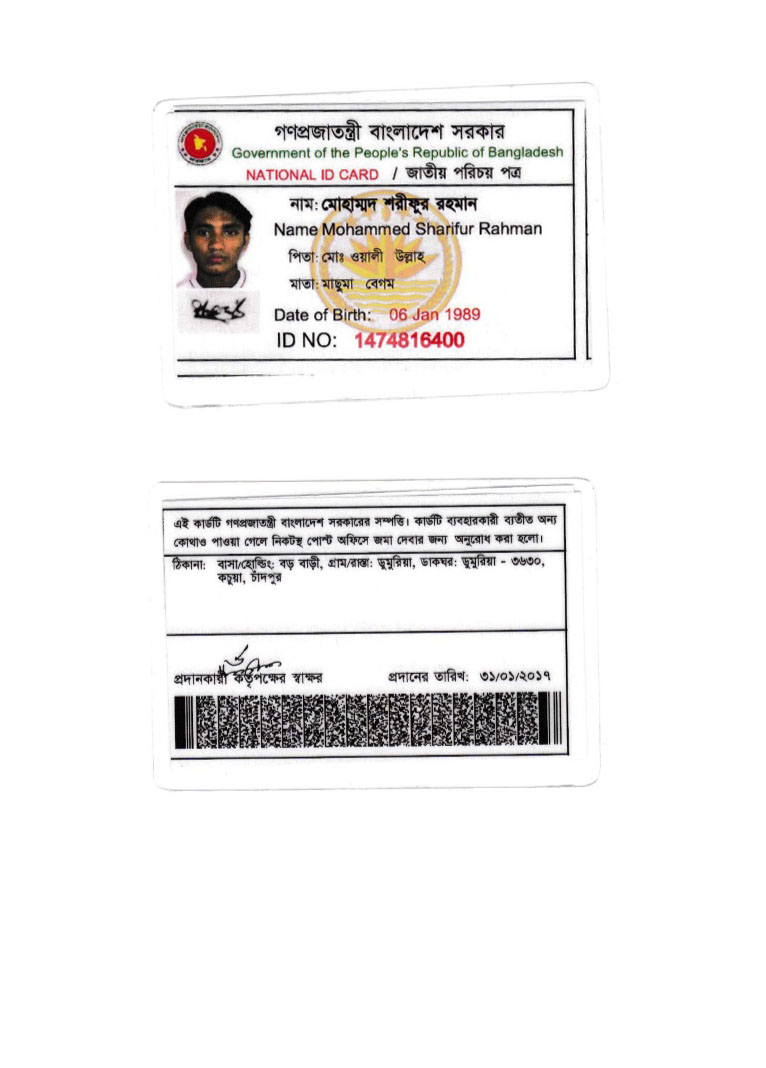 গণপ্রজাতন্ত্রী বাংলাদেশ সরকার
Government of the People's Republic of Bangladesh
NATIONAL ID CARD / জাতীয় পরিচয় পত্র
নাম: মোহাম্মদ শরীফুর রহমান
Name Mohammed Sharifur Rahman
পিতা: মোঃ ওয়ালী উল্লাহ
মাতা: মাছুমা বেগম
Date of Birth: 06 Jan 1989
ID NO: 1474816400
এই কার্ডটি গণপ্রজাতন্ত্রী বাংলাদেশ সরকারের সম্পত্তি। কার্ডটি ব্যবহারকারী ব্যতীত অন্য
কোথাও পাওয়া গেলে নিকটস্থ পোস্ট অফিসে জমা দেবার জন্য অনুরোধ করা হলো।
ঠিকানা: বাসা/হোল্ডিং: বড় বাড়ী, গ্রাম/রাস্তা: ডুমুরিয়া, ডাকঘর: ডুমুরিয়া - ৩৬৩০,
কচুয়া, চাঁদপুর
প্রদানকারী কর্তৃপক্ষের স্বাক্ষর প্রদানের তারিখ: ৩১/০১/২০১৭